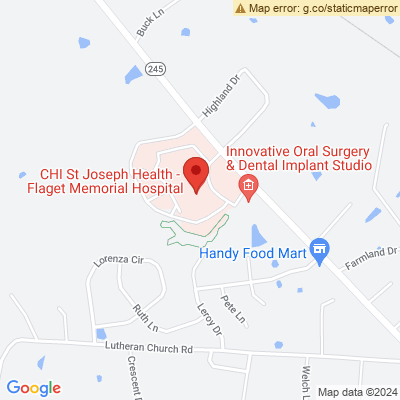 Map error: g.co/staticmaperror
Buck Ln
245
Highland Dr
Innovative Oral Surgery
& Dental Implant Studio
CHI St Joseph Health -
Flaget Memorial Hospital
Handy Food Mart
Farmland Dr
Lorenza Cir
Ruth Ln
Pete Ln
Leroy Dr
Lutheran Church Rd
Crescent
Welch L
Google
Map data ©2024